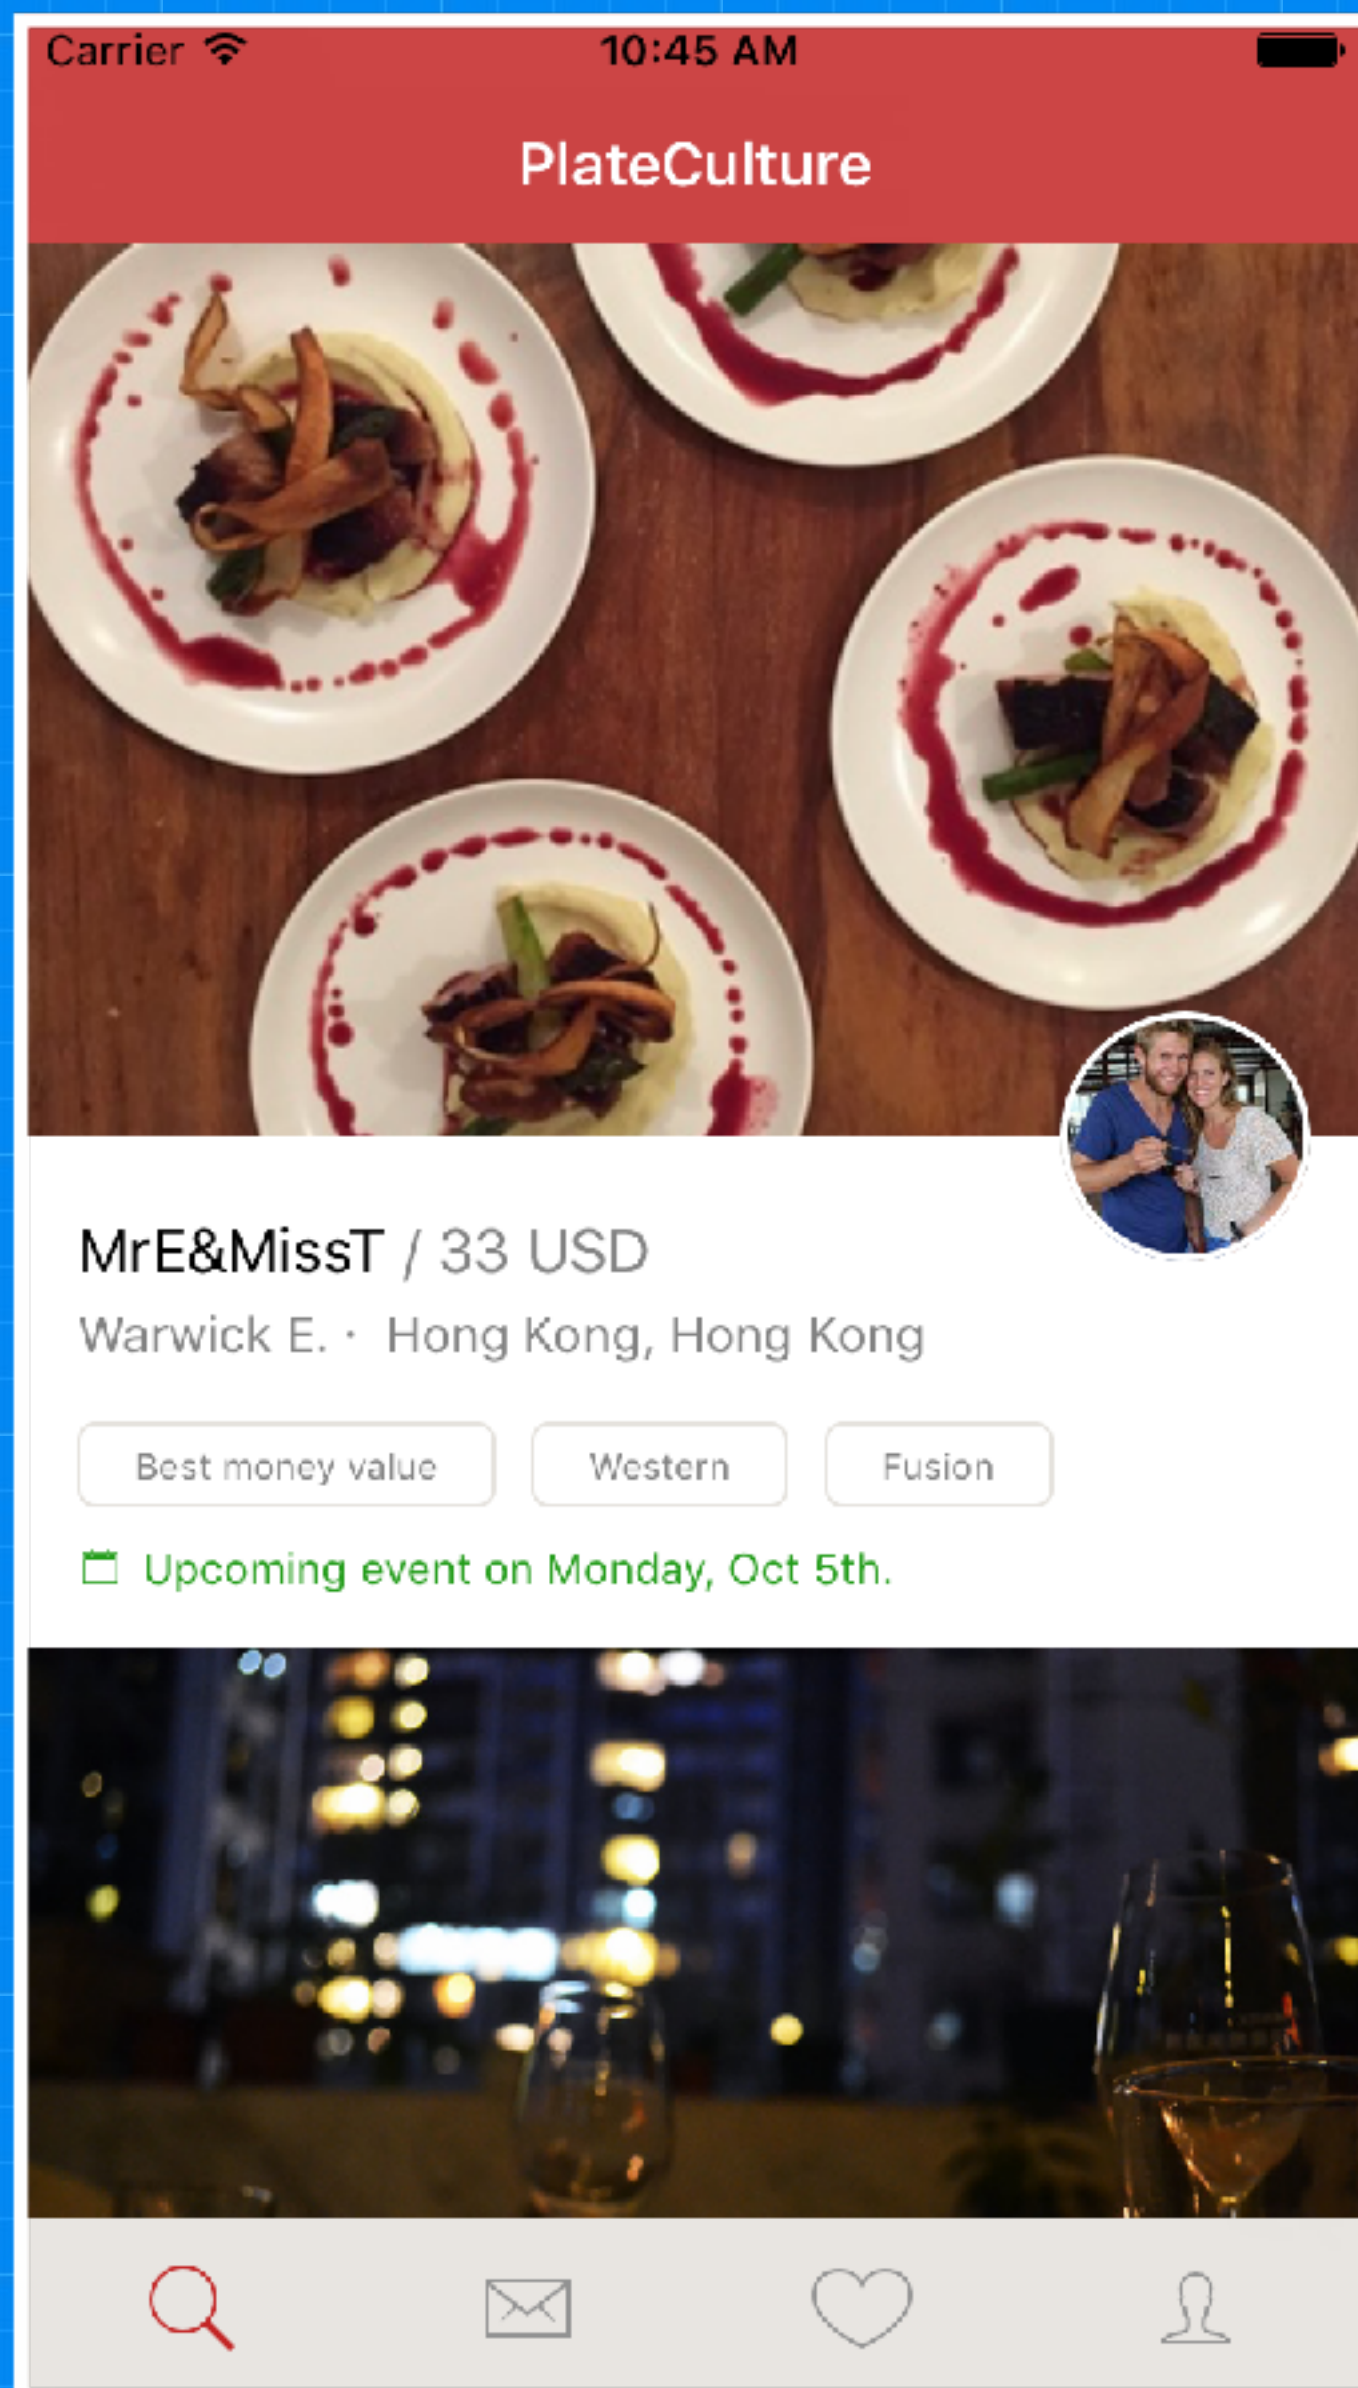 Carrier 10:45 AM
PlateCulture
MrE&MissT / 33 USD
Warwick E. · Hong Kong, Hong Kong
Best money value Western Fusion
Upcoming event on Monday, Oct 5th.